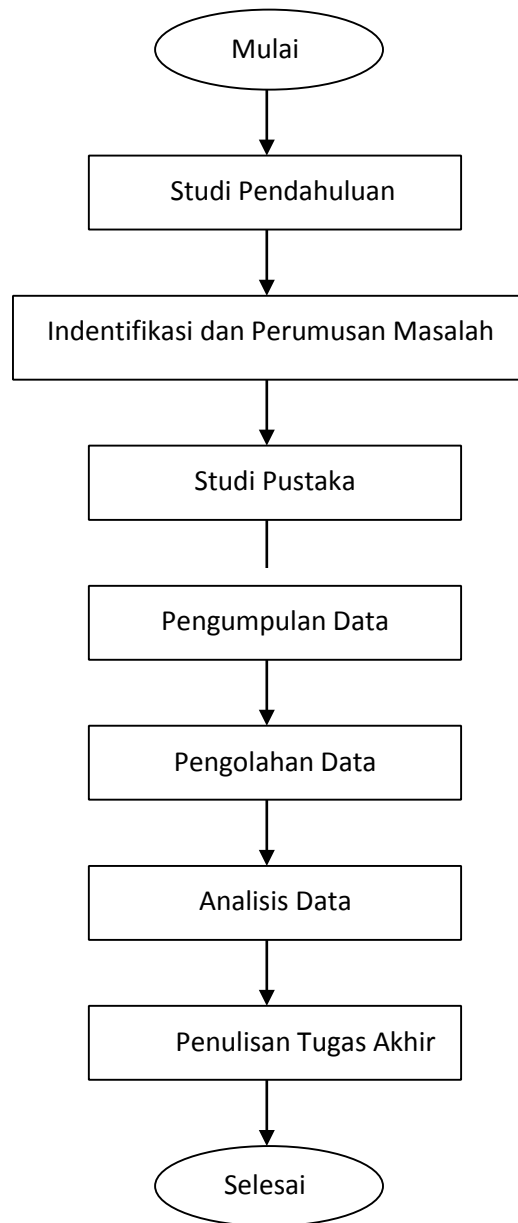 Mulai
Studi Pendahuluan
Indentifikasi dan Perumusan Masalah
Studi Pustaka
Pengumpulan Data
Pengolahan Data
Analisis Data
Penulisan Tugas Akhir
Selesai